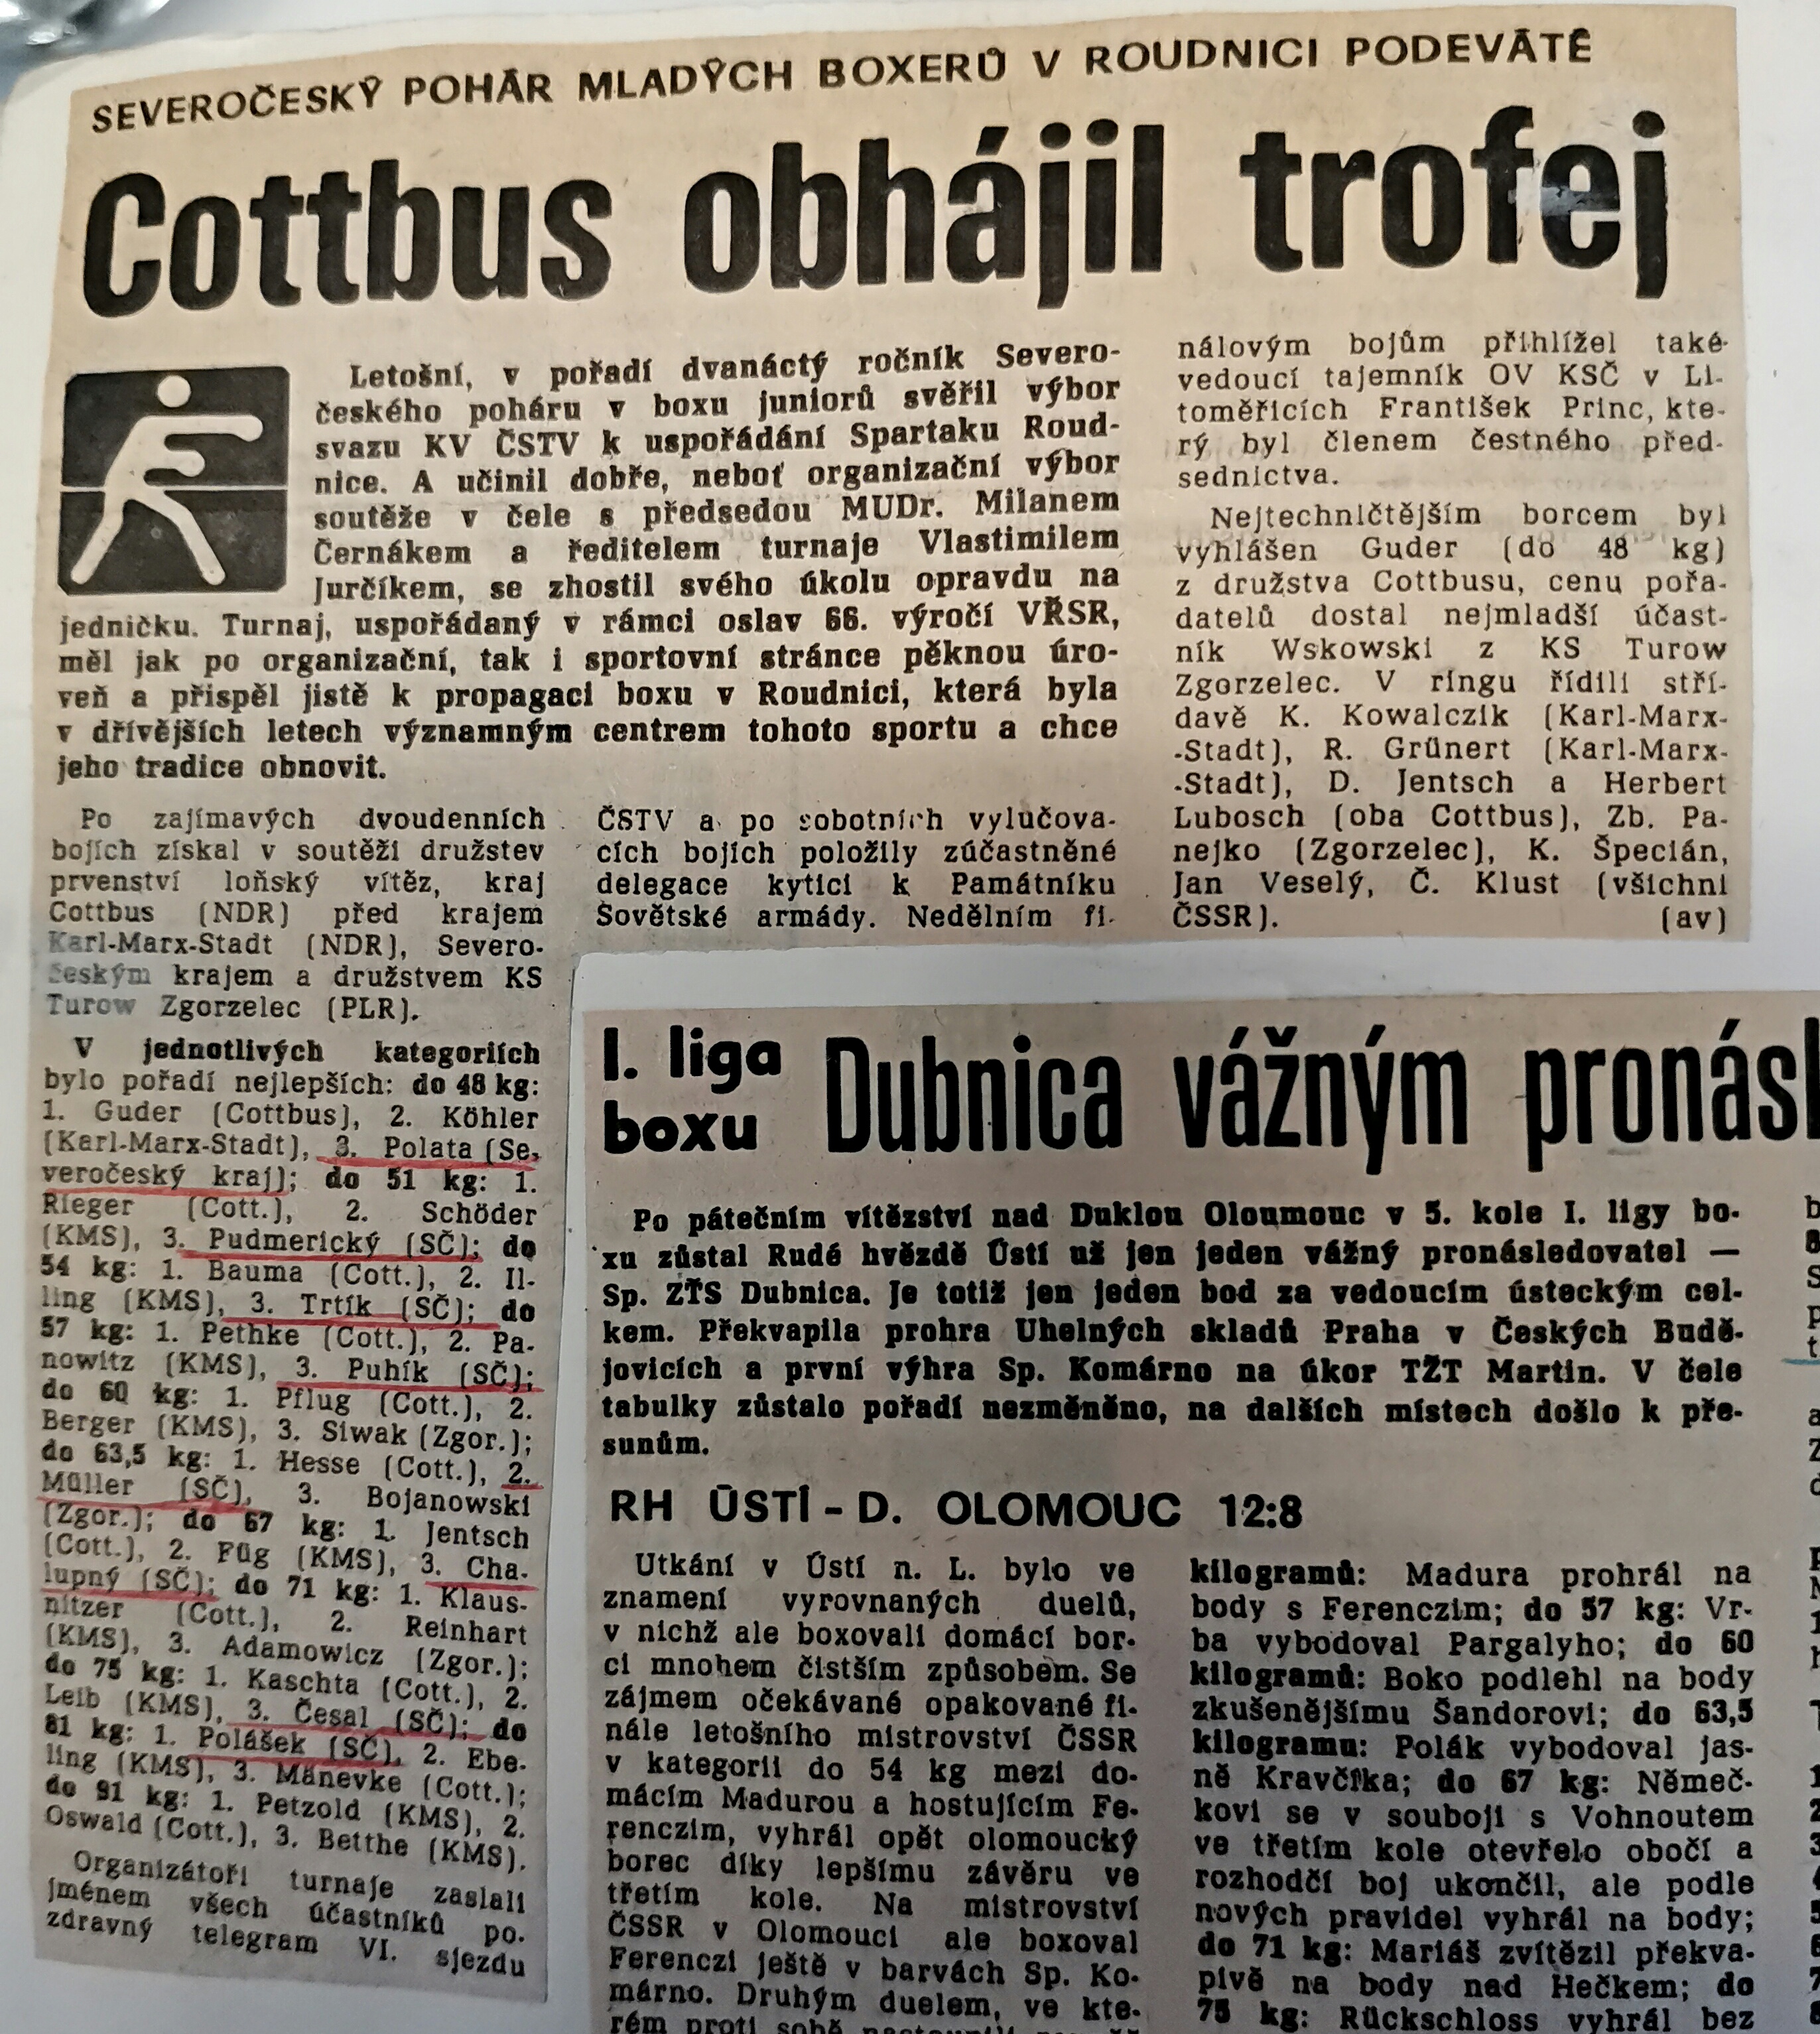 SEVEROČESKÝ POHÁR MLADÝCH BOXERŮ V ROUDNICI PODEVÁTÉ
Cottbus obhájil trofej
Letošní, v pořadí dvanáctý ročník Severo-
českého poháru v boxu juniorů svěřil výbor
svazu KV ČSTV k uspořádání Spartaku Roud-
nice. A učinil dobře, neboť organizační výbor
soutěže v čele s předsedou MUDr. Milanem
Černákem a ředitelem turnaje Vlastimilem
Jurčíkem, se zhostil svého úkolu opravdu na
jedničku. Turnaj, uspořádaný v rámci oslav 66. výročí VŘSR,
měl jak po organizační, tak i sportovní stránce pěknou úro-
veň a přispěl jistě k propagaci boxu v Roudnici, která byla
v dřívějších letech významným centrem tohoto sportu a chce
jeho tradice obnovit.
Po zajímavých dvoudenních
bojích získal v soutěži družstev
prvenství loňský vítěz, kraj
Cottbus (NDR) před krajem
Karl-Marx-Stadt (NDR), Severo-
českým krajem a družstvem KS
Turow Zgorzelec (PLR).
V jednotlivých kategoriích
bylo pořadí nejlepších: do 48 kg:
1. Guder (Cottbus), 2. Köhler
(Karl-Marx-Stadt), 3. Polata (Se-
veročeský kraj); do 51 kg: 1.
Rieger (Cott.), 2. Schöder
(KMS), 3. Pudmerický (SČ); do
54 kg: 1. Bauma (Cott.), 2. Il-
ling (KMS), 3. Trtík (SČ); do
57 kg: 1. Pethke (Cott.), 2. Pa-
nowitz (KMS), 3. Puhík (SČ);
do 60 kg: 1. Pflug (Cott.), 2.
Berger (KMS), 3. Siwak (Zgor.);
do 63,5 kg: 1. Hesse (Cott.), 2.
Müller (SČ), 3. Bojanowski
(Zgor.); do 67 kg: 1. Jentsch
(Cott.), 2. Füg (KMS), 3. Cha-
lupný (SČ); do 71 kg: 1. Klaus-
nitzer (Cott.), 2. Reinhart
(KMS), 3. Adamowicz (Zgor.);
do 75 kg: 1. Kaschta (Cott.), 2.
Leib (KMS), 3. Česal (SČ); do
81 kg: 1. Polášek (SČ), 2. Ebe-
ling (KMS), 3. Mänevke (Cott.);
do 91 kg: 1. Petzold (KMS), 2.
Oswald (Cott.), 3. Betthe (KMS).
Organizátoři turnaje zaslali
jménem všech účastníků po-
zdravný telegram VI. sjezdu
ČSTV a po sobotních vylučova-
cích bojích položily zúčastněné
delegace kytici k Památníku
Sovětské armády. Nedělním fi-
nálovým bojům přihlížel také
vedoucí tajemník OV KSČ v Li-
toměřicích František Princ, kte-
rý byl členem čestného před-
sednictva.
Nejtechničtějším borcem byl
vyhlášen Guder (do 48 kg)
z družstva Cottbusu, cenu pořa-
datelů dostal nejmladší účast-
ník Wskowski z KS Turow
Zgorzelec. V ringu řídili stří-
davě K. Kowalczik (Karl-Marx-
-Stadt), R. Grünert (Karl-Marx-
-Stadt), D. Jentsch a Herbert
Lubosch (oba Cottbus), Zb. Pa-
nejko (Zgorzelec), K. Špecián,
Jan Veselý, Č. Klust (všichni
ČSSR). (av)
I. liga
boxu
Dubnica vážným pronásl
Po pátečním vítězství nad Duklou Oloumouc v 5. kole I. ligy bo-
xu zůstal Rudé hvězdě Ústí už jen jeden vážný pronásledovatel —
Sp. ZŤS Dubnica. Je totiž jen jeden bod za vedoucím ústeckým cel-
kem. Překvapila prohra Uhelných skladů Praha v Českých Budě-
jovicích a první výhra Sp. Komárno na úkor TŽT Martin. V čele
tabulky zůstalo pořadí nezměněno, na dalších místech došlo k pře-
sunům.
RH ÚSTÍ - D. OLOMOUC 12:8
Utkání v Ústí n. L. bylo ve
znamení vyrovnaných duelů,
v nichž ale boxovali domácí bor-
ci mnohem čistším způsobem. Se
zájmem očekávané opakované fi-
nále letošního mistrovství ČSSR
v kategorii do 54 kg mezi do-
mácím Madurou a hostujícím Fe-
renczim, vyhrál opět olomoucký
borec díky lepšímu závěru ve
třetím kole. Na mistrovství
ČSSR v Olomouci ale boxoval
Ferenczi ještě v barvách Sp. Ko-
márno. Druhým duelem, ve kte-
rém proti sobě
kilogramů: Madura prohrál na
body s Ferenczim; do 57 kg: Vr-
ba vybodoval Pargalyho; do 60
kilogramů: Boko podlehl na body
zkušenějšímu Šandorovi; do 63,5
kilogramu: Polák vybodoval jas-
ně Kravčíka; do 67 kg: Němeč-
kovi se v souboji s Vohnoutem
ve třetím kole otevřelo obočí a
rozhodčí boj ukončil, ale podle
nových pravidel vyhrál na body;
do 71 kg: Mariáš zvítězil překva-
pivě na body nad Hečkem; do
75 kg: Rückschloss vyhrál bez